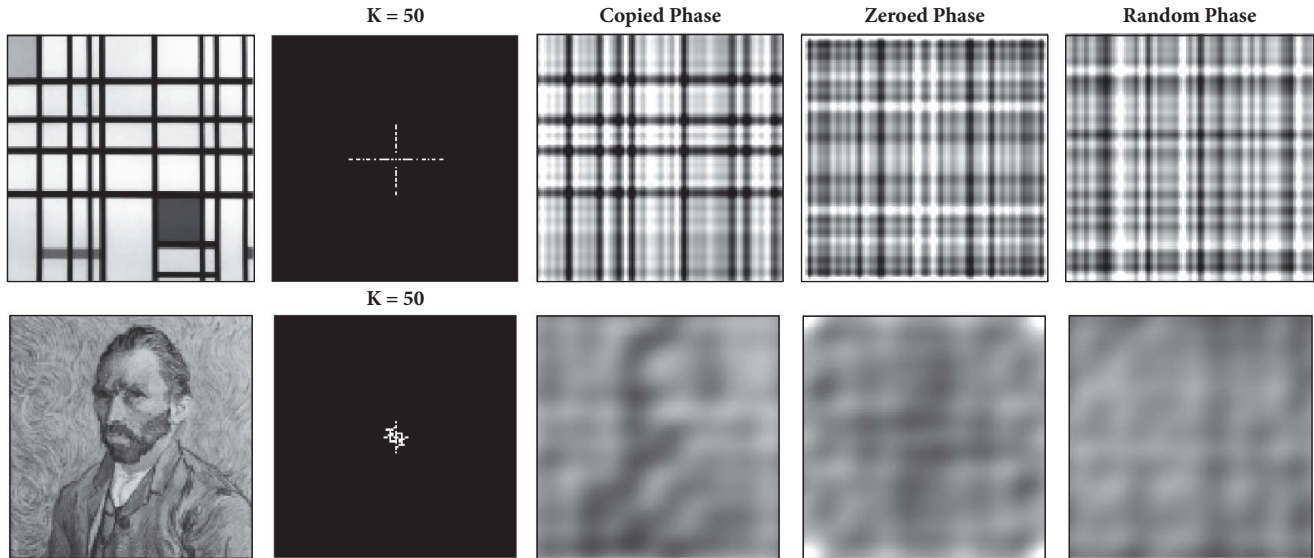 K = 50 Copied Phase Zeroed Phase Random Phase
K = 50